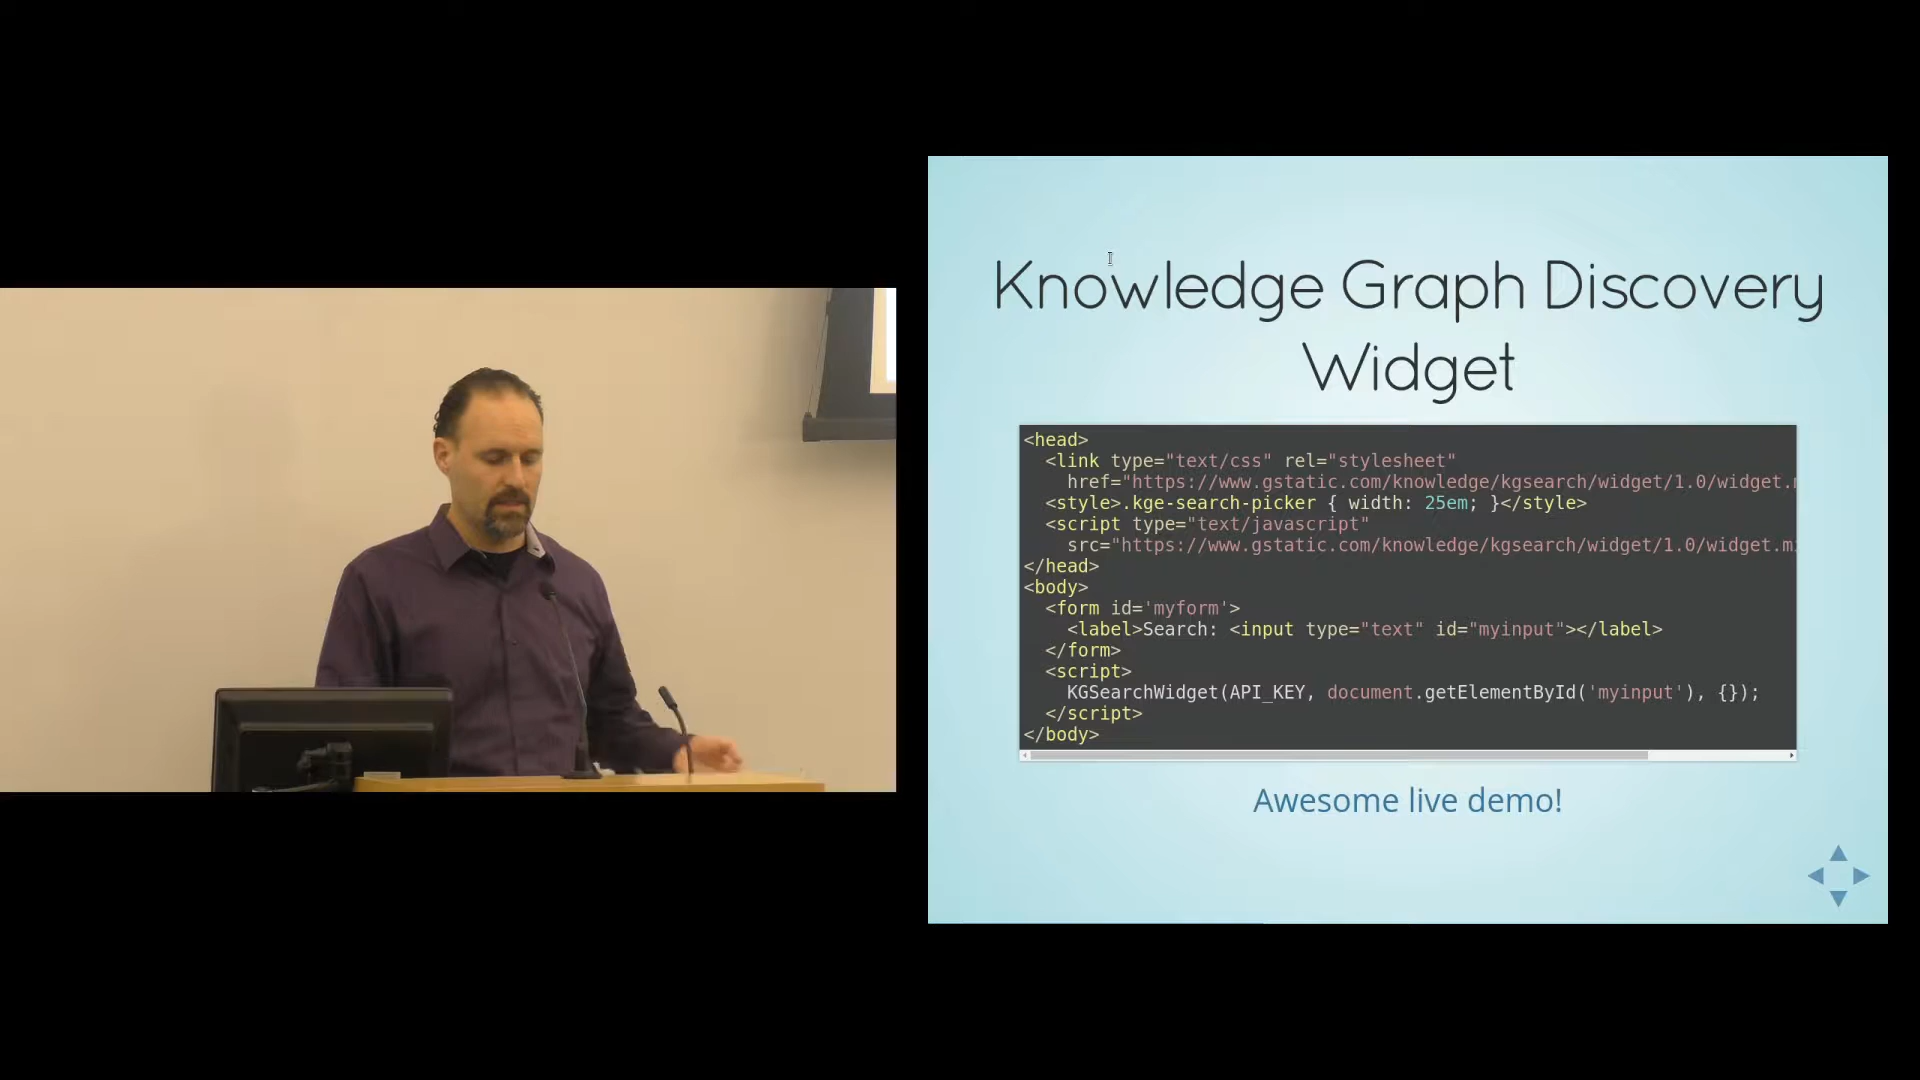 Knowledge Graph Discovery
Widget
<head>
  <link type="text/css" rel="stylesheet"
    href="https://www.gstatic.com/knowledge/kgsearch/widget/1.0/widget.
  <style>.kge-search-picker { width: 25em; }</style>
  <script type="text/javascript"
    src="https://www.gstatic.com/knowledge/kgsearch/widget/1.0/widget.m
</head>
<body>
  <form id='myform'>
    <label>Search: <input type="text" id="myinput"></label>
  </form>
  <script>
    KGSearchWidget(API_KEY, document.getElementById('myinput'), {});
  </script>
</body>
Awesome live demo!